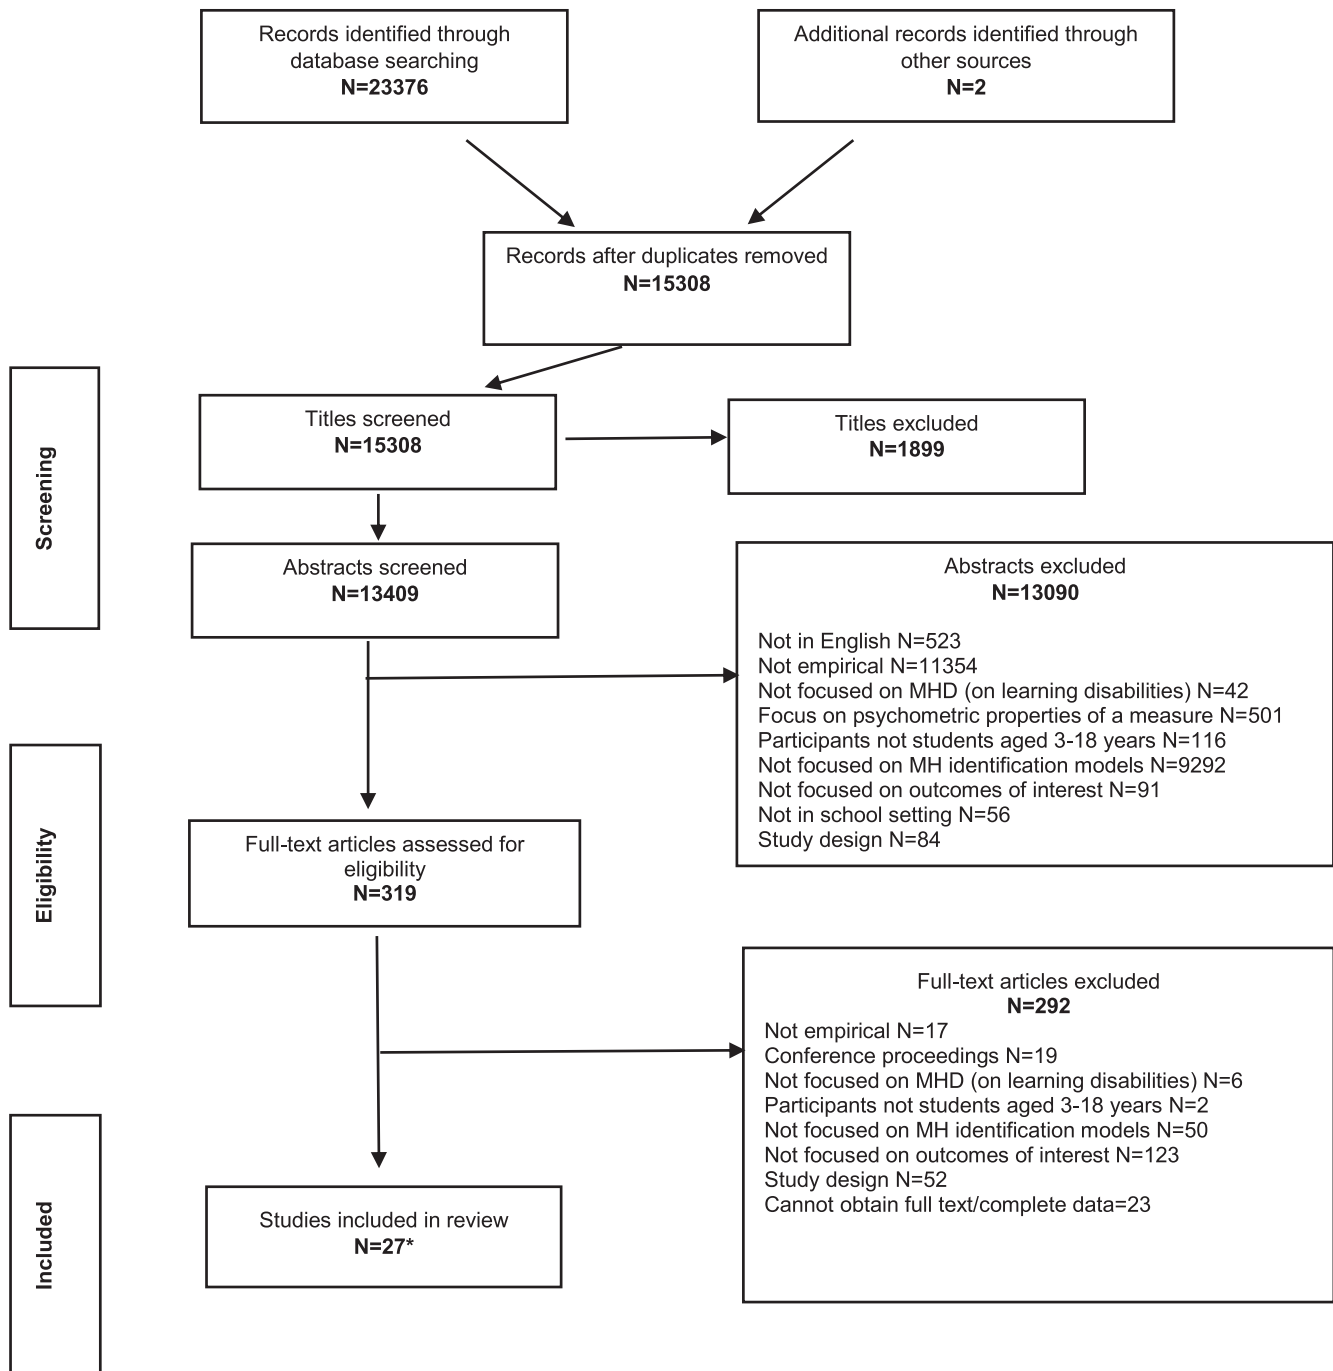 Records identified through
database searching
N=23376
Additional records identified through
other sources
N=2
Records after duplicates removed
N=15308
Screening
Titles screened
N=15308
Titles excluded
N=1899
Abstracts screened
N=13409
Abstracts excluded
N=13090
Not in English N=523
Not empirical N=11354
Not focused on MHD (on learning disabilities) N=42
Focus on psychometric properties of a measure N=501
Participants not students aged 3-18 years N=116
Not focused on MH identification models N=9292
Not focused on outcomes of interest N=91
Not in school setting N=56
Study design N=84
Eligibility
Full-text articles assessed for
eligibility
N=319
Full-text articles excluded
N=292
Not empirical N=17
Conference proceedings N=19
Not focused on MHD (on learning disabilities) N=6
Participants not students aged 3-18 years N=2
Not focused on MH identification models N=50
Not focused on outcomes of interest N=123
Study design N=52
Cannot obtain full text/complete data=23
Included
Studies included in review
N=27*